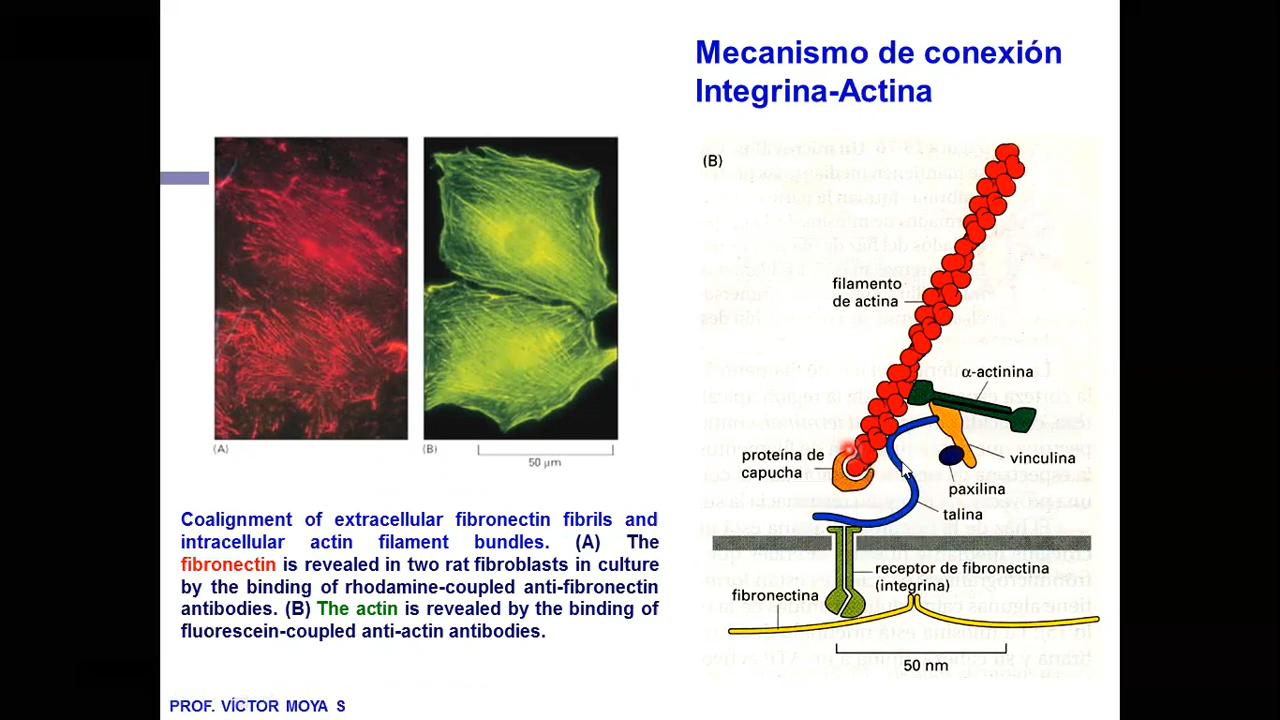 Mecanismo de conexión
Integrina-Actina
(A)
(B)
50 µm
Coalignment of extracellular fibronectin fibrils and
intracellular actin filament bundles. (A) The
fibronectin is revealed in two rat fibroblasts in culture
by the binding of rhodamine-coupled anti-fibronectin
antibodies. (B) The actin is revealed by the binding of
fluorescein-coupled anti-actin antibodies.
(B)
filamento
de actina
α-actinina
proteína de
capucha
vinculina
paxilina
talina
receptor de fibronectina
(integrina)
fibronectina
50 nm
PROF. VÍCTOR MOYA S